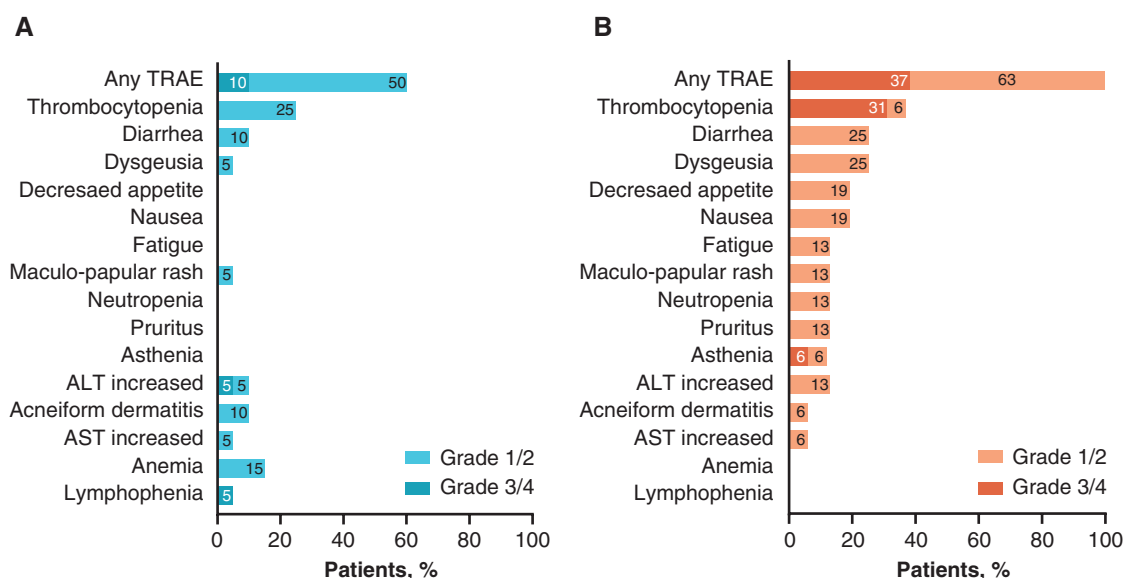 A
Any TRAE 10 50
Thrombocytopenia 25
Diarrhea 10
Dysgeusia 5
Decresaed appetite
Nausea
Fatigue
Maculo-papular rash 5
Neutropenia
Pruritus
Asthenia
ALT increased 5 5
Acneiform dermatitis 10
AST increased 5
Anemia 15
Lymphophenia 5
Grade 1/2
Grade 3/4
0 20 40 60 80 100
Patients, %
B
Any TRAE 37 63
Thrombocytopenia 31 6
Diarrhea 25
Dysgeusia 25
Decresaed appetite 19
Nausea 19
Fatigue 13
Maculo-papular rash 13
Neutropenia 13
Pruritus 13
Asthenia 6 6
ALT increased 13
Acneiform dermatitis 6
AST increased 6
Anemia
Lymphophenia
Grade 1/2
Grade 3/4
0 20 40 60 80 100
Patients, %